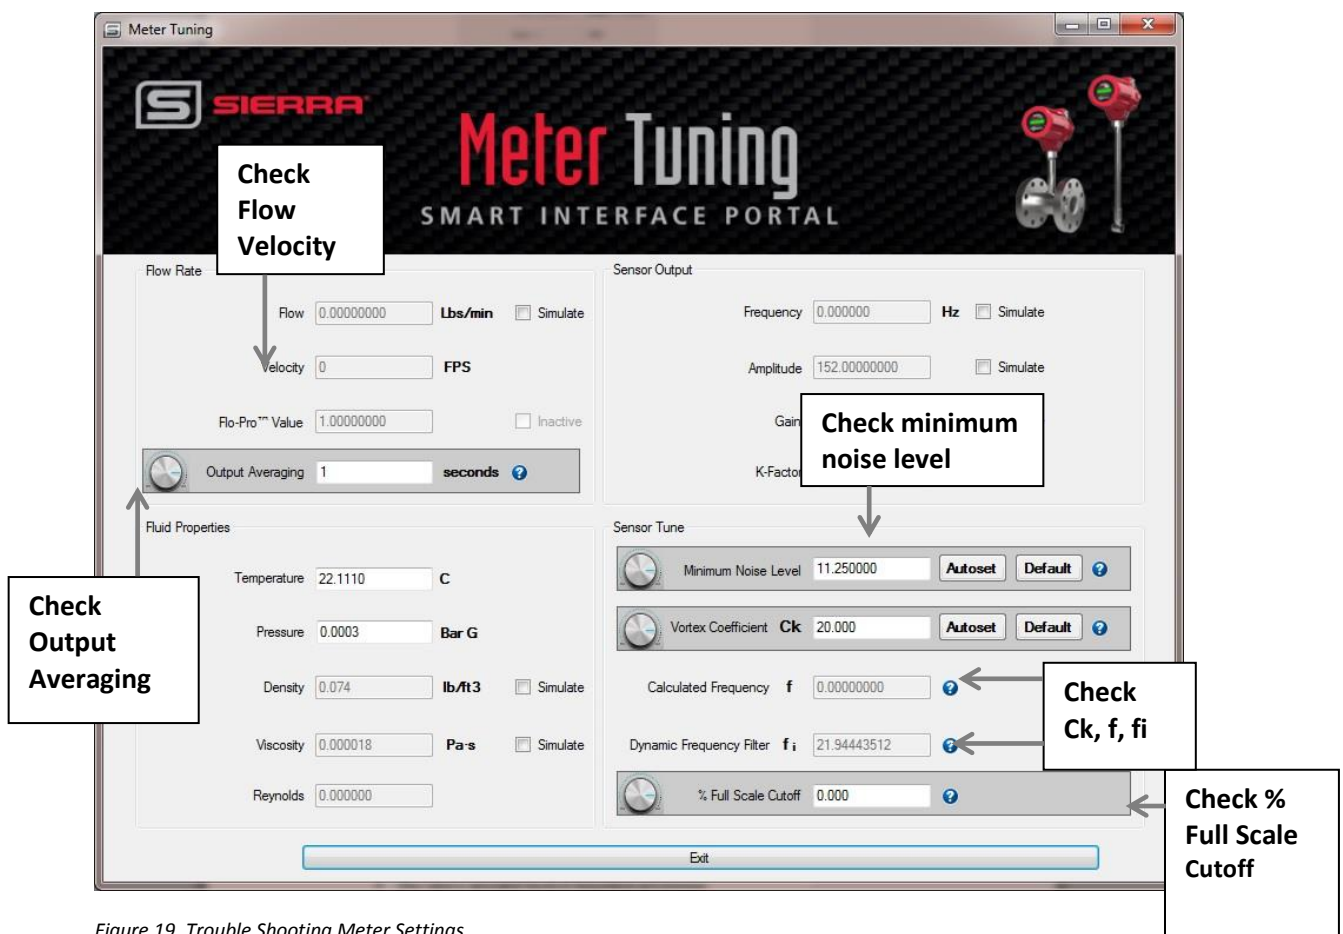 Meter Tuning
SIERRA
Meter Tuning
SMART INTERFACE PORTAL
Check
Flow
Velocity
Flow Rate
Flow 0.00000000 Lbs/min Simulate
Velocity 0 FPS
Flo-Pro™ Value 1.00000000 Inactive
Output Averaging 1 seconds ?
Sensor Output
Frequency 0.000000 Hz Simulate
Amplitude 152.00000000 Simulate
Gain
K-Factor
Check minimum
noise level
Check
Output
Averaging
Fluid Properties
Temperature 22.1110 C
Pressure 0.0003 Bar G
Density 0.074 lb/ft3 Simulate
Viscosity 0.000018 Pa·s Simulate
Reynolds 0.000000
Sensor Tune
Minimum Noise Level 11.250000 Autoset Default ?
Vortex Coefficient Ck 20.000 Autoset Default ?
Calculated Frequency f 0.00000000 ?
Dynamic Frequency Filter fi 21.94443512 ?
% Full Scale Cutoff 0.000 ?
Check
Ck, f, fi
Check %
Full Scale
Cutoff
Exit
Figure 19. Trouble Shooting Meter Settings